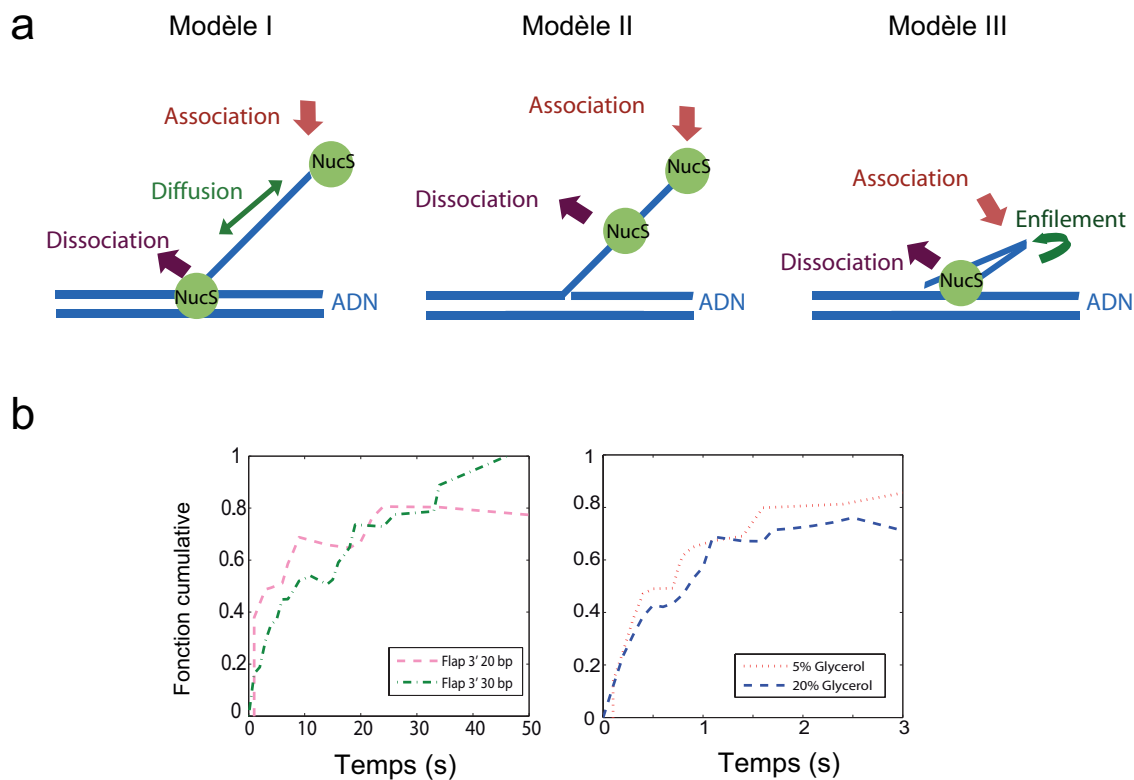 a
Modèle I
Modèle II
Modèle III
Association
NucS
Diffusion
Dissociation
NucS
ADN
Association
NucS
Dissociation
NucS
ADN
Association
Enfilement
Dissociation
NucS
ADN
b
Fonction cumulative
1
0.8
0.6
0.4
0.2
0
0 10 20 30 40 50
Temps (s)
Flap 3' 20 bp
Flap 3' 30 bp
1
0.8
0.6
0.4
0.2
0
0 1 2 3
Temps (s)
5% Glycerol
20% Glycerol